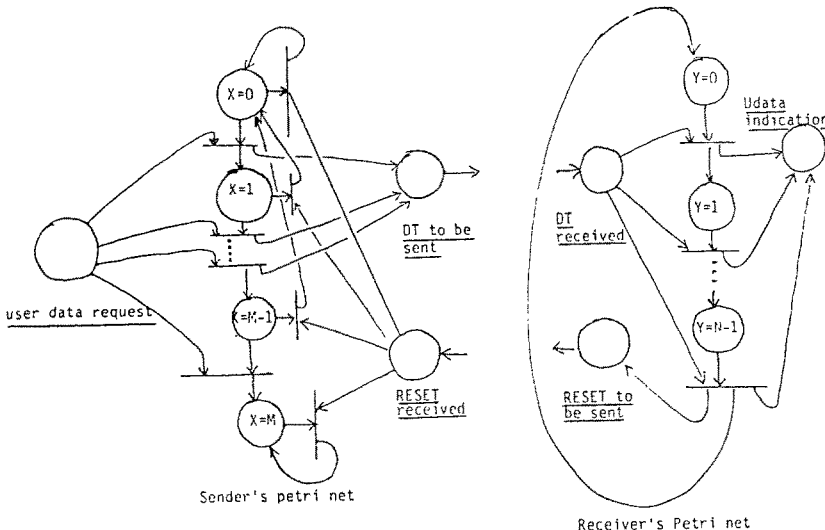 X=0
X=1
X=M-1
X=M
user data request
DT to be
sent
RESET
received
Sender's petri net
Y=0
Udata
indication
Y=1
DT
received
Y=N-1
RESET to
be sent
Receiver's Petri net